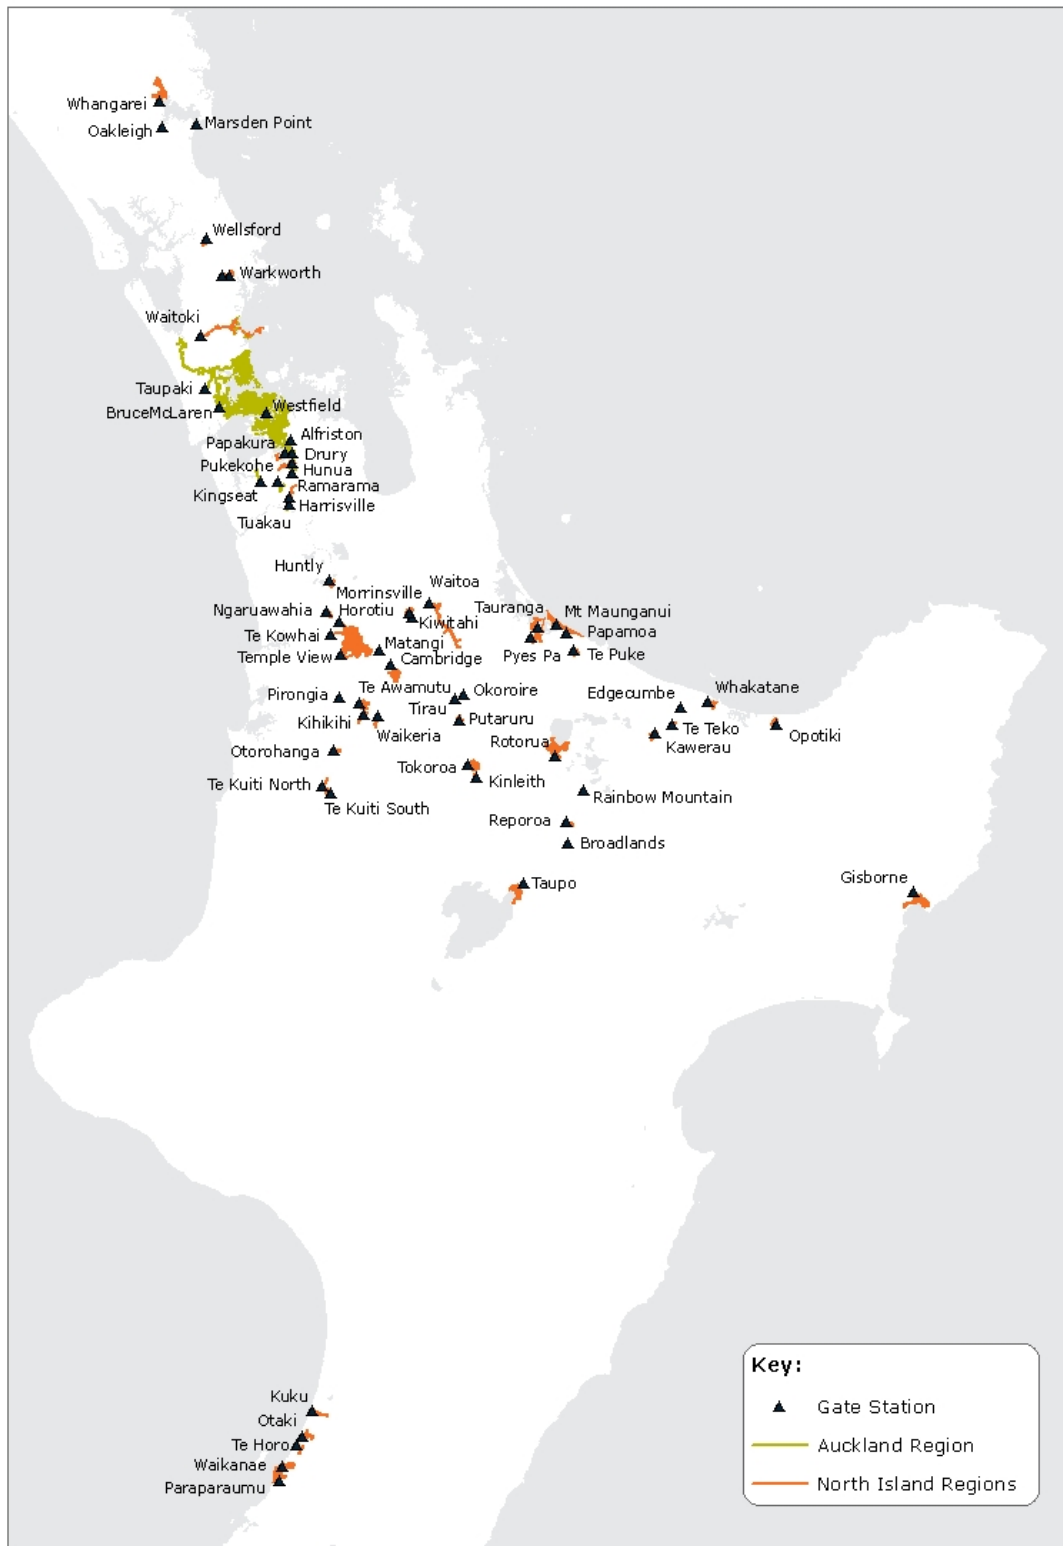 Whangarei
Marsden Point
Oakleigh
Wellsford
Warkworth
Waitoki
Taupaki
BruceMcLaren
Westfield
Alfriston
Papakura
Drury
Pukekohe
Hunua
Ramarama
Kingseat
Harrisville
Tuakau
Huntly
Waitoa
Morrinsville
Ngaruawahia
Horotiu
Tauranga
Mt Maunganui
Kiwitahi
Te Kowhai
Papamoa
Matangi
Pyes Pa
Te Puke
Temple View
Cambridge
Pirongia
Te Awamutu
Okoroire
Edgecumbe
Whakatane
Tirau
Kihikihi
Putaruru
Waikeria
Te Teko
Opotiki
Rotorua
Kawerau
Otorohanga
Tokoroa
Kinleith
Te Kuiti North
Rainbow Mountain
Te Kuiti South
Reporoa
Broadlands
Taupo
Gisborne
Kuku
Otaki
Te Horo
Waikanae
Paraparaumu
Key:
Gate Station
Auckland Region
North Island Regions